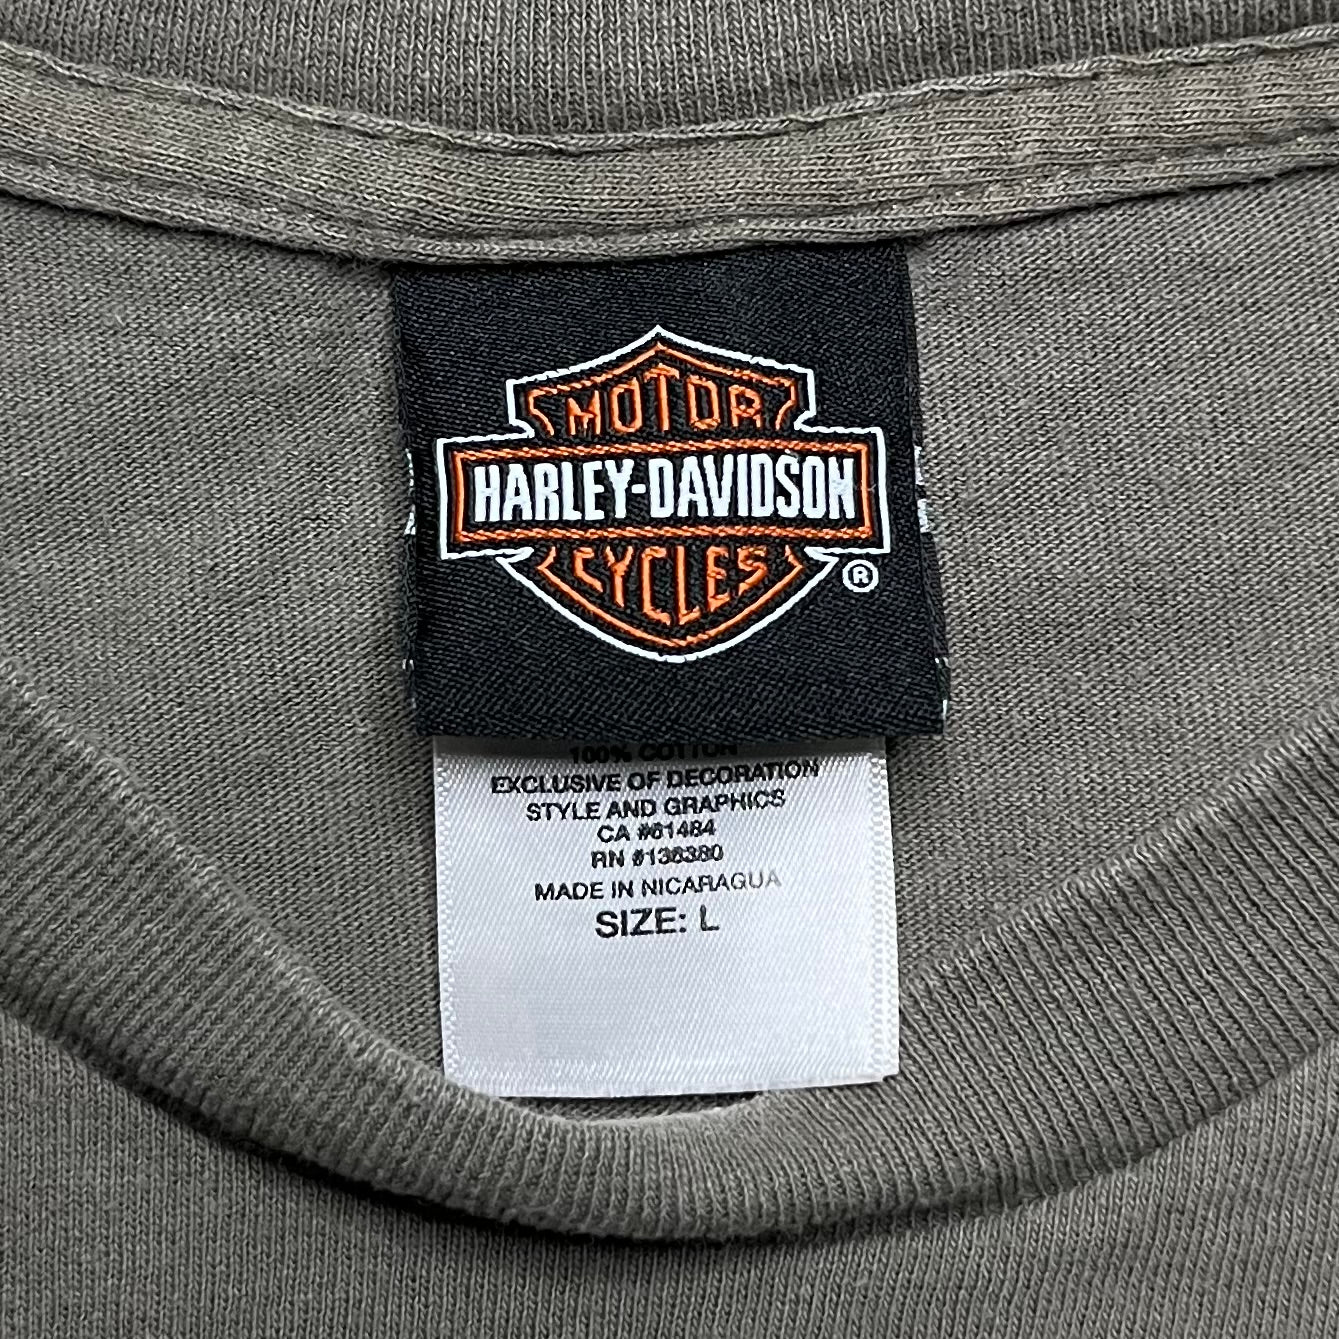 MOTOR
HARLEY-DAVIDSON
CYCLES
®
100% COTTON
EXCLUSIVE OF DECORATION
STYLE AND GRAPHICS
CA #61484
RN #136380
MADE IN NICARAGUA
SIZE: L